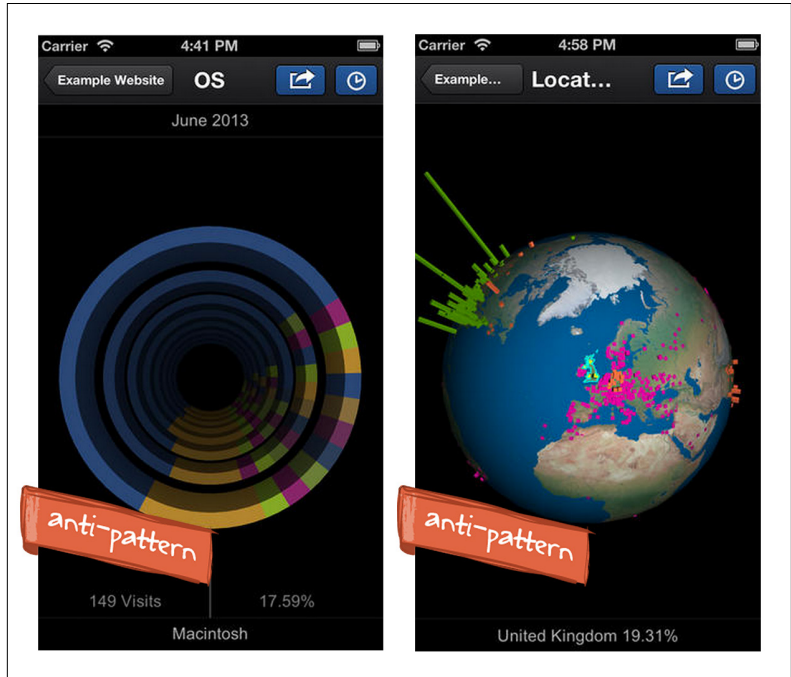 Carrier 4:41 PM
Example Website OS
June 2013
anti-pattern
149 Visits 17.59%
Macintosh
Carrier 4:58 PM
Example... Locat...
anti-pattern
United Kingdom 19.31%